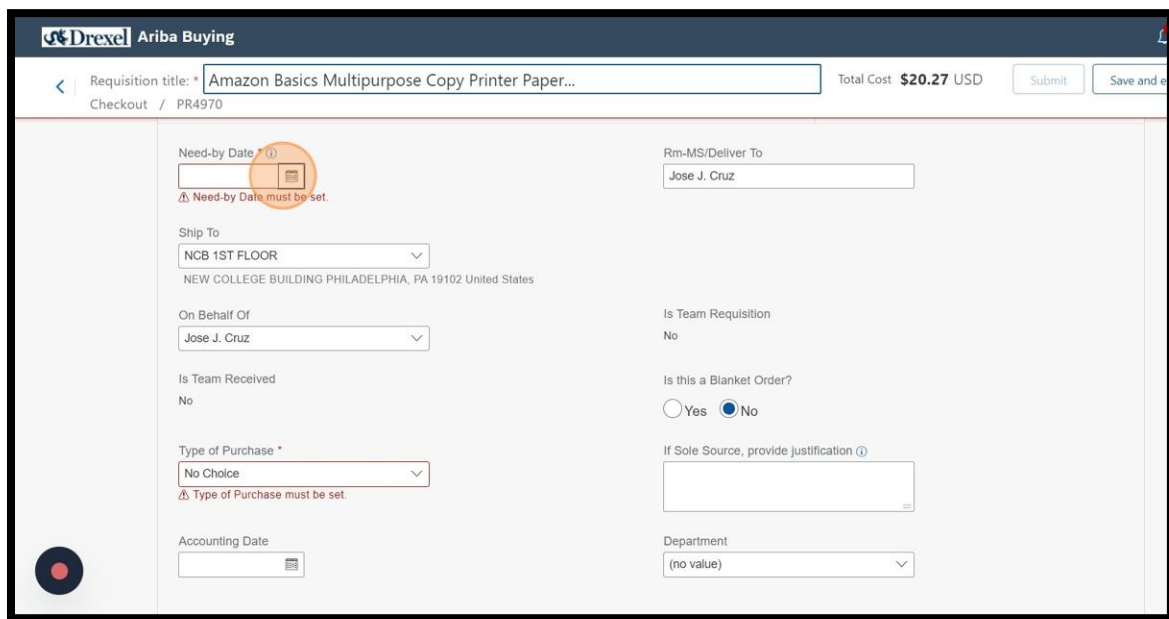 Drexel Ariba Buying
Requisition title: * Amazon Basics Multipurpose Copy Printer Paper... Total Cost $20.27 USD Submit Save and e
Checkout / PR4970
Need-by Date * Rm-MS/Deliver To
Jose J. Cruz
Need-by Date must be set.
Ship To
NCB 1ST FLOOR
NEW COLLEGE BUILDING PHILADELPHIA, PA 19102 United States
On Behalf Of Is Team Requisition
Jose J. Cruz No
Is Team Received Is this a Blanket Order?
No Yes No
Type of Purchase * If Sole Source, provide justification
No Choice
Type of Purchase must be set.
Accounting Date Department
(no value)